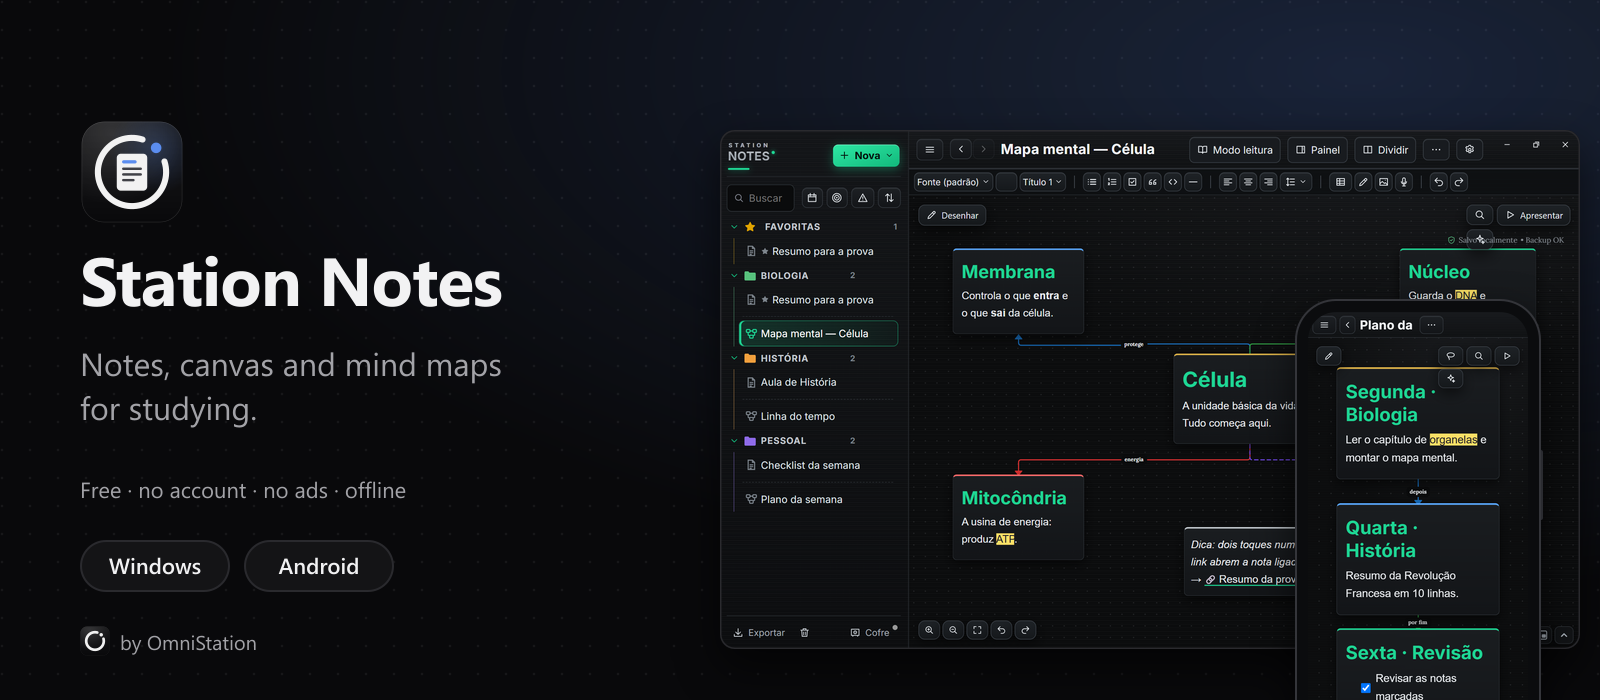 Station Notes
Notes, canvas and mind maps
for studying.
Free · no account · no ads · offline
Windows
Android
by OmniStation
STATION
NOTES
+ Nova
Buscar
FAVORITAS 1
Resumo para a prova
BIOLOGIA 2
Resumo para a prova
Mapa mental — Célula
HISTÓRIA 2
Aula de História
Linha do tempo
PESSOAL 2
Checklist da semana
Plano da semana
Exportar
Cofre
Mapa mental — Célula
Modo leitura
Painel
Dividir
Fonte (padrão)
Título 1
Desenhar
Apresentar
Salvo localmente • Backup OK
Membrana
Controla o que entra e
o que sai da célula.
protege
Núcleo
Guarda o DNA e
Célula
A unidade básica da vida
Tudo começa aqui.
energia
Mitocôndria
A usina de energia:
produz ATP.
Dica: dois toques num
link abrem a nota ligad
→ Resumo da prov
Plano da
Segunda ·
Biologia
Ler o capítulo de organelas e
montar o mapa mental.
depois
Quarta ·
História
Resumo da Revolução
Francesa em 10 linhas.
por fim
Sexta · Revisão
Revisar as notas
marcadas